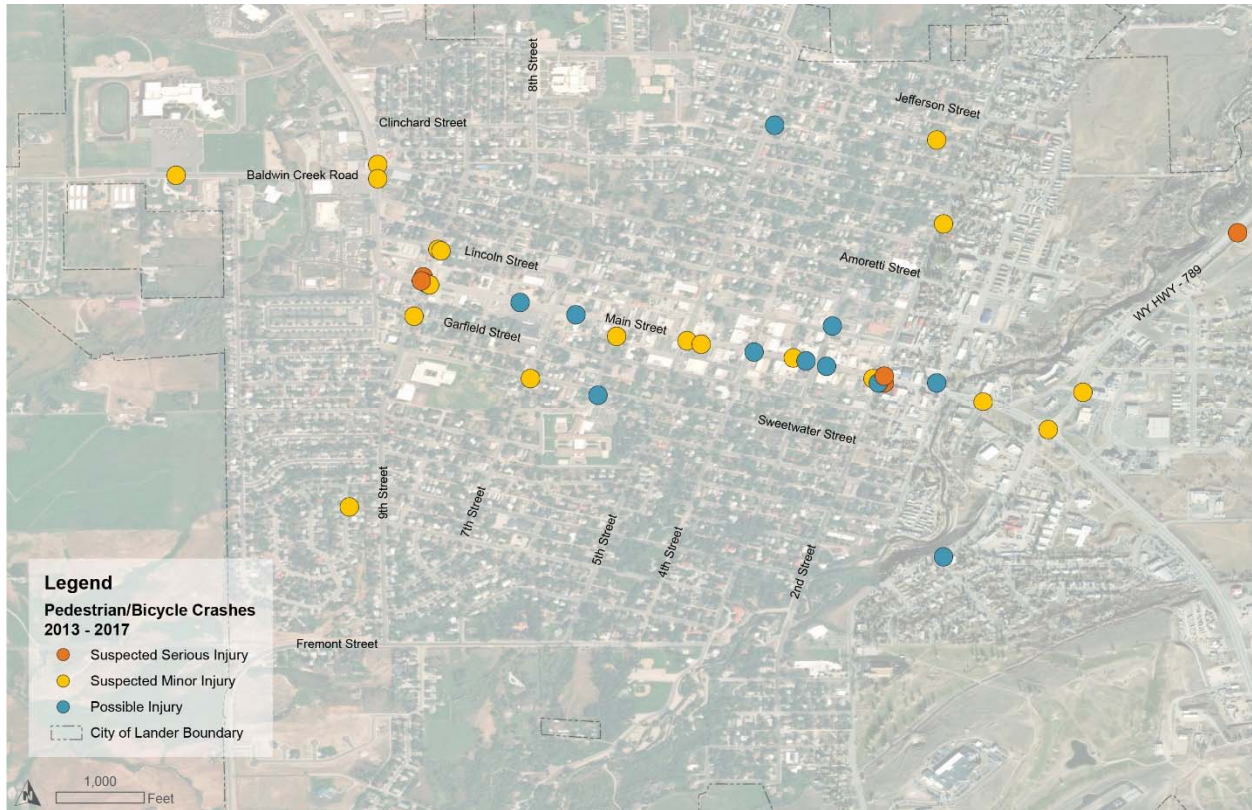 8th Street
Jefferson Street
Clinchard Street
Baldwin Creek Road
Lincoln Street
Amoretti Street
WY HWY - 789
Main Street
Garfield Street
Sweetwater Street
9th Street
7th Street
5th Street
4th Street
2nd Street
Fremont Street
Legend
Pedestrian/Bicycle Crashes
2013 - 2017
Suspected Serious Injury
Suspected Minor Injury
Possible Injury
City of Lander Boundary
N
1,000
Feet